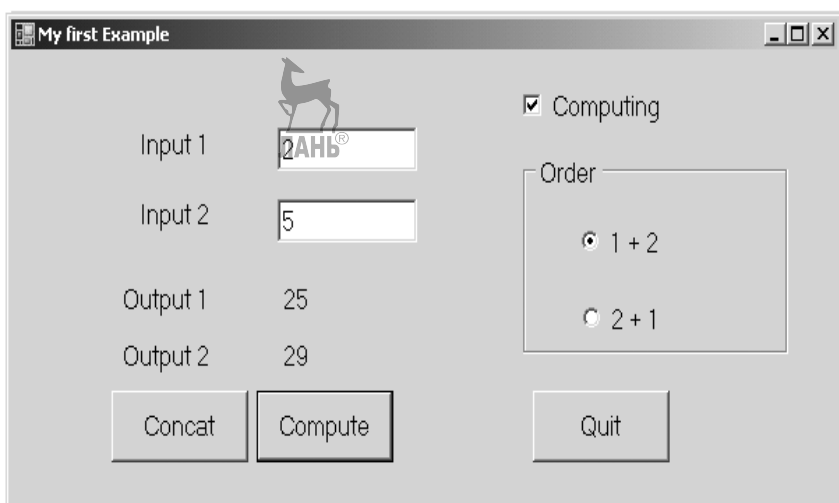 My first Example
Computing
ЛАНЬ®
Input 1 2
Order
Input 2 5
1 + 2
Output 1 25
2 + 1
Output 2 29
Concat Compute Quit